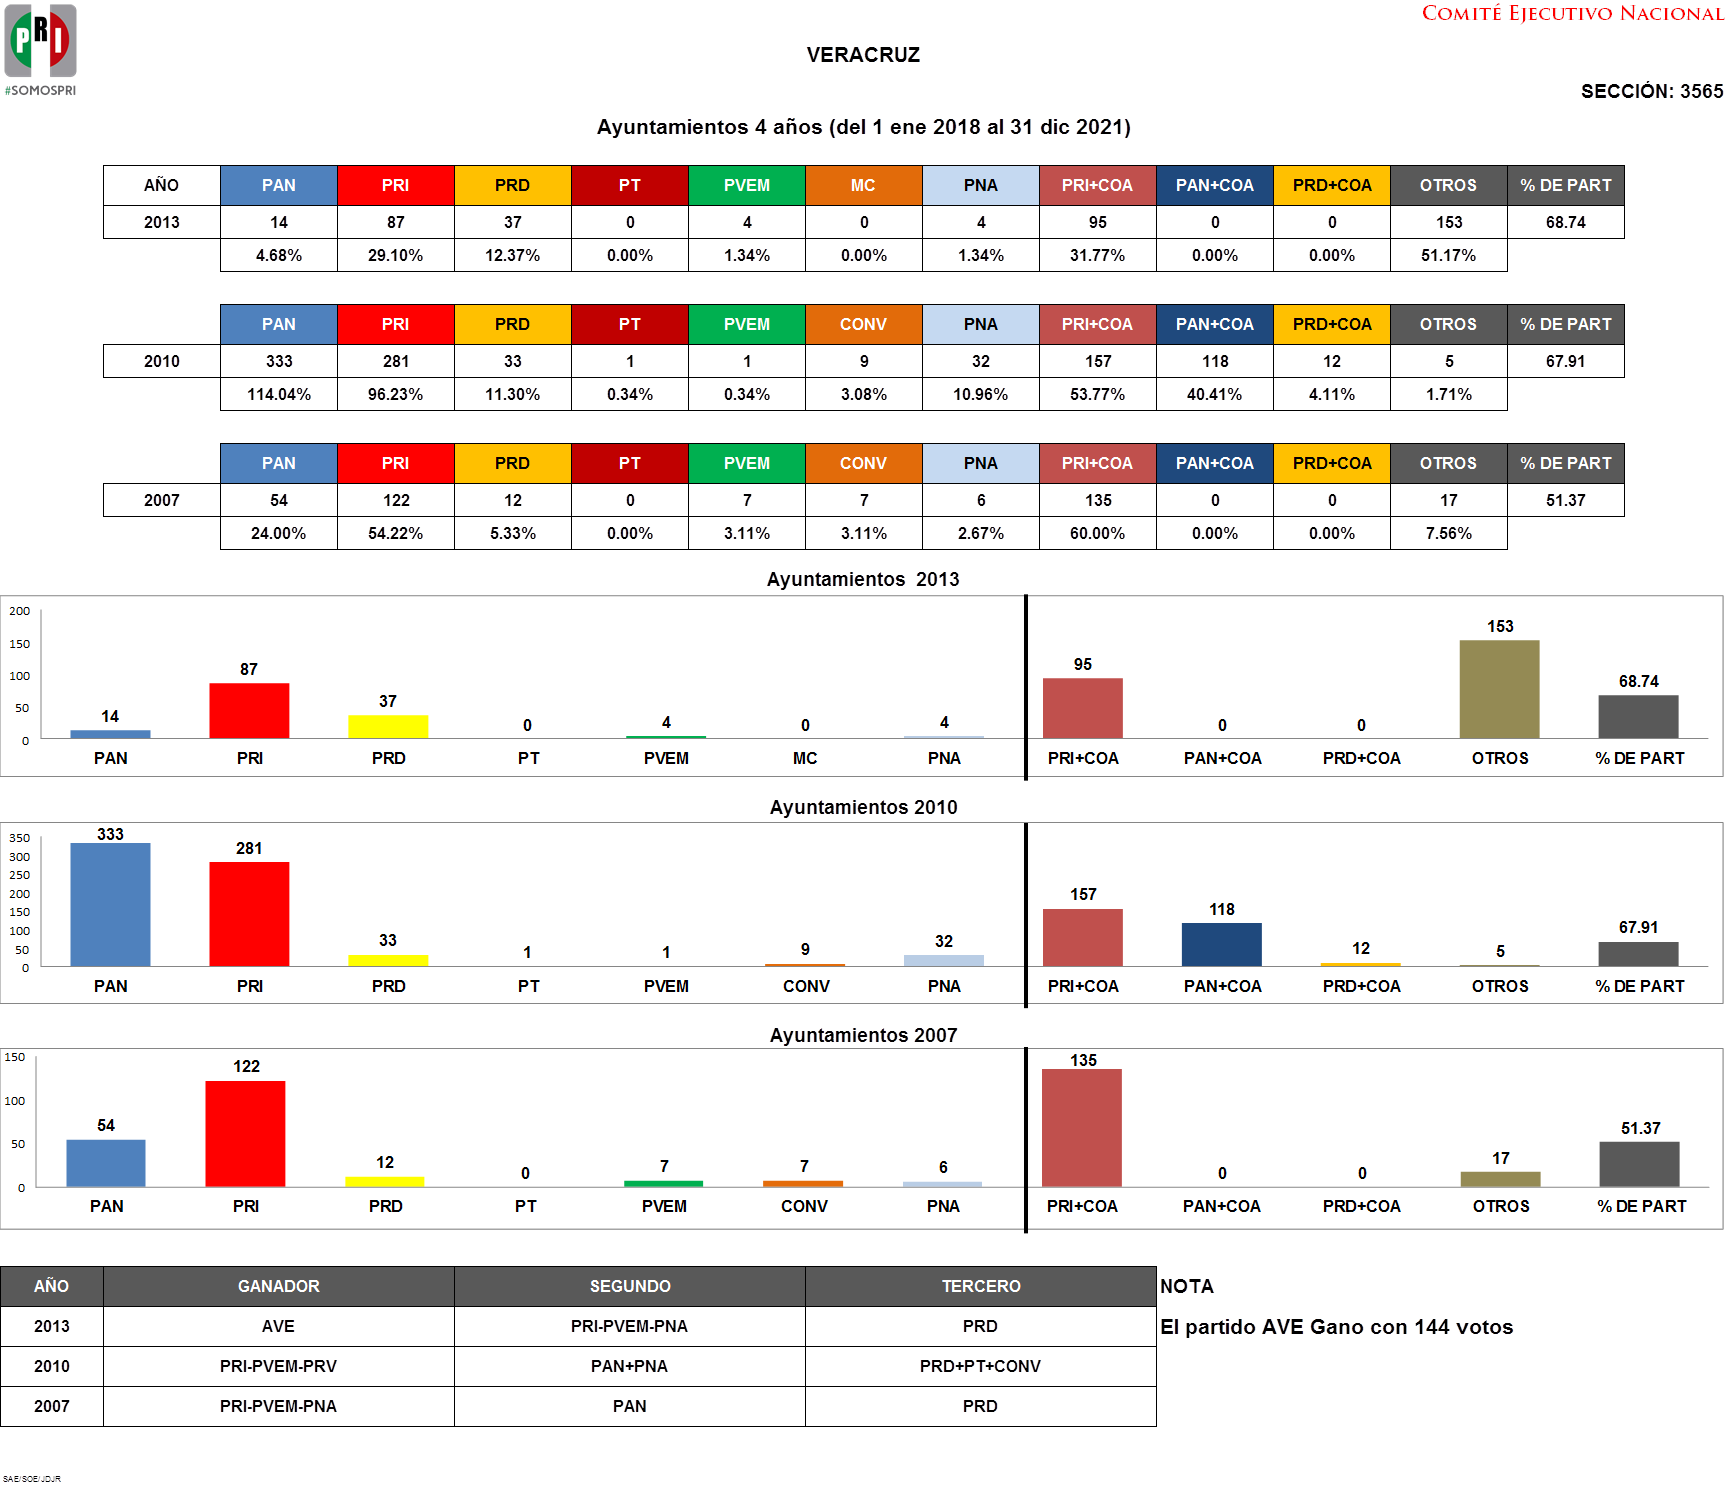 PRI
#SOMOSPRI
COMITÉ EJECUTIVO NACIONAL
VERACRUZ
SECCIÓN: 3565
Ayuntamientos 4 años (del 1 ene 2018 al 31 dic 2021)
AÑO PAN PRI PRD PT PVEM MC PNA PRI+COA PAN+COA PRD+COA OTROS % DE PART
2013 14 87 37 0 4 0 4 95 0 0 153 68.74
4.68% 29.10% 12.37% 0.00% 1.34% 0.00% 1.34% 31.77% 0.00% 0.00% 51.17%
PAN PRI PRD PT PVEM CONV PNA PRI+COA PAN+COA PRD+COA OTROS % DE PART
2010 333 281 33 1 1 9 32 157 118 12 5 67.91
114.04% 96.23% 11.30% 0.34% 0.34% 3.08% 10.96% 53.77% 40.41% 4.11% 1.71%
PAN PRI PRD PT PVEM CONV PNA PRI+COA PAN+COA PRD+COA OTROS % DE PART
2007 54 122 12 0 7 7 6 135 0 0 17 51.37
24.00% 54.22% 5.33% 0.00% 3.11% 3.11% 2.67% 60.00% 0.00% 0.00% 7.56%
Ayuntamientos 2013
200
150
100
50
0
14 87 37 0 4 0 4 95 0 0 153 68.74
PAN PRI PRD PT PVEM MC PNA PRI+COA PAN+COA PRD+COA OTROS % DE PART
Ayuntamientos 2010
350
300
250
200
150
100
50
0
333 281 33 1 1 9 32 157 118 12 5 67.91
PAN PRI PRD PT PVEM CONV PNA PRI+COA PAN+COA PRD+COA OTROS % DE PART
Ayuntamientos 2007
150
100
50
0
54 122 12 0 7 7 6 135 0 0 17 51.37
PAN PRI PRD PT PVEM CONV PNA PRI+COA PAN+COA PRD+COA OTROS % DE PART
AÑO GANADOR SEGUNDO TERCERO NOTA
2013 AVE PRI-PVEM-PNA PRD El partido AVE Gano con 144 votos
2010 PRI-PVEM-PRV PAN+PNA PRD+PT+CONV
2007 PRI-PVEM-PNA PAN PRD
SAE/SOE/JDJR